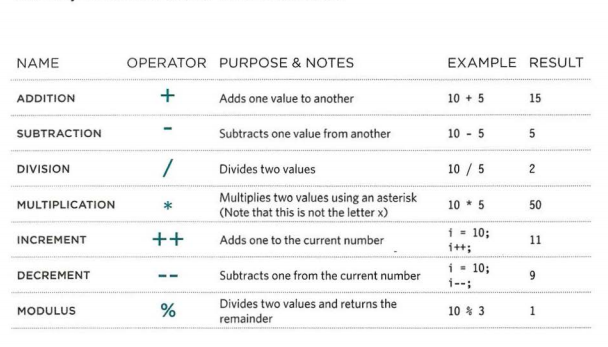 NAME OPERATOR PURPOSE & NOTES EXAMPLE RESULT
ADDITION + Adds one value to another 10 + 5 15
SUBTRACTION - Subtracts one value from another 10 - 5 5
DIVISION / Divides two values 10 / 5 2
MULTIPLICATION * Multiplies two values using an asterisk
(Note that this is not the letter x) 10 * 5 50
INCREMENT ++ Adds one to the current number i = 10;
i++; 11
DECREMENT -- Subtracts one from the current number i = 10;
i--; 9
MODULUS % Divides two values and returns the
remainder 10 % 3 1